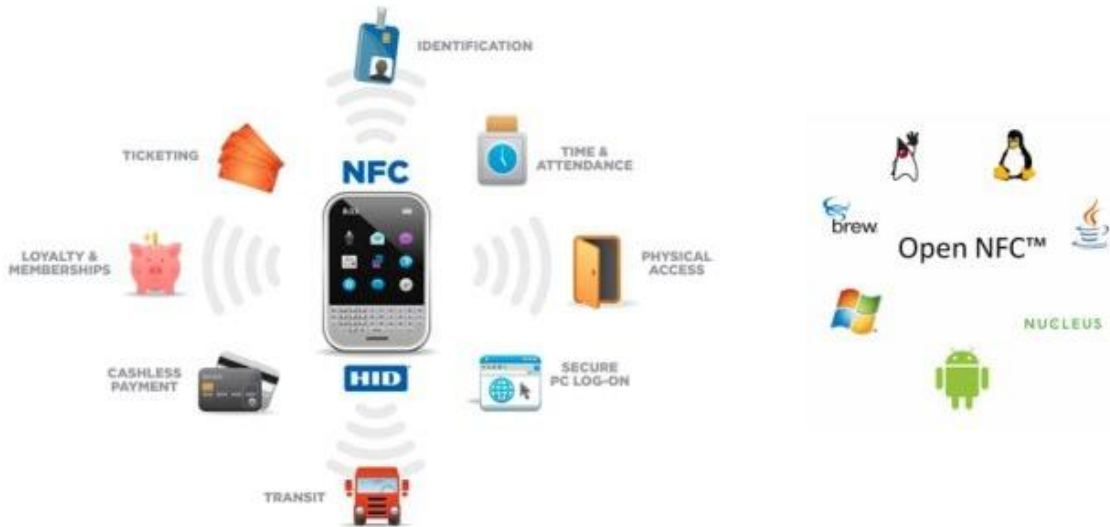 IDENTIFICATION
TICKETING
NFC
TIME &
ATTENDANCE
LOYALTY &
MEMBERSHIPS
PHYSICAL
ACCESS
CASHLESS
PAYMENT
HID
SECURE
PC LOG-ON
TRANSIT
brew
Open NFC™
Java
NUCLEUS